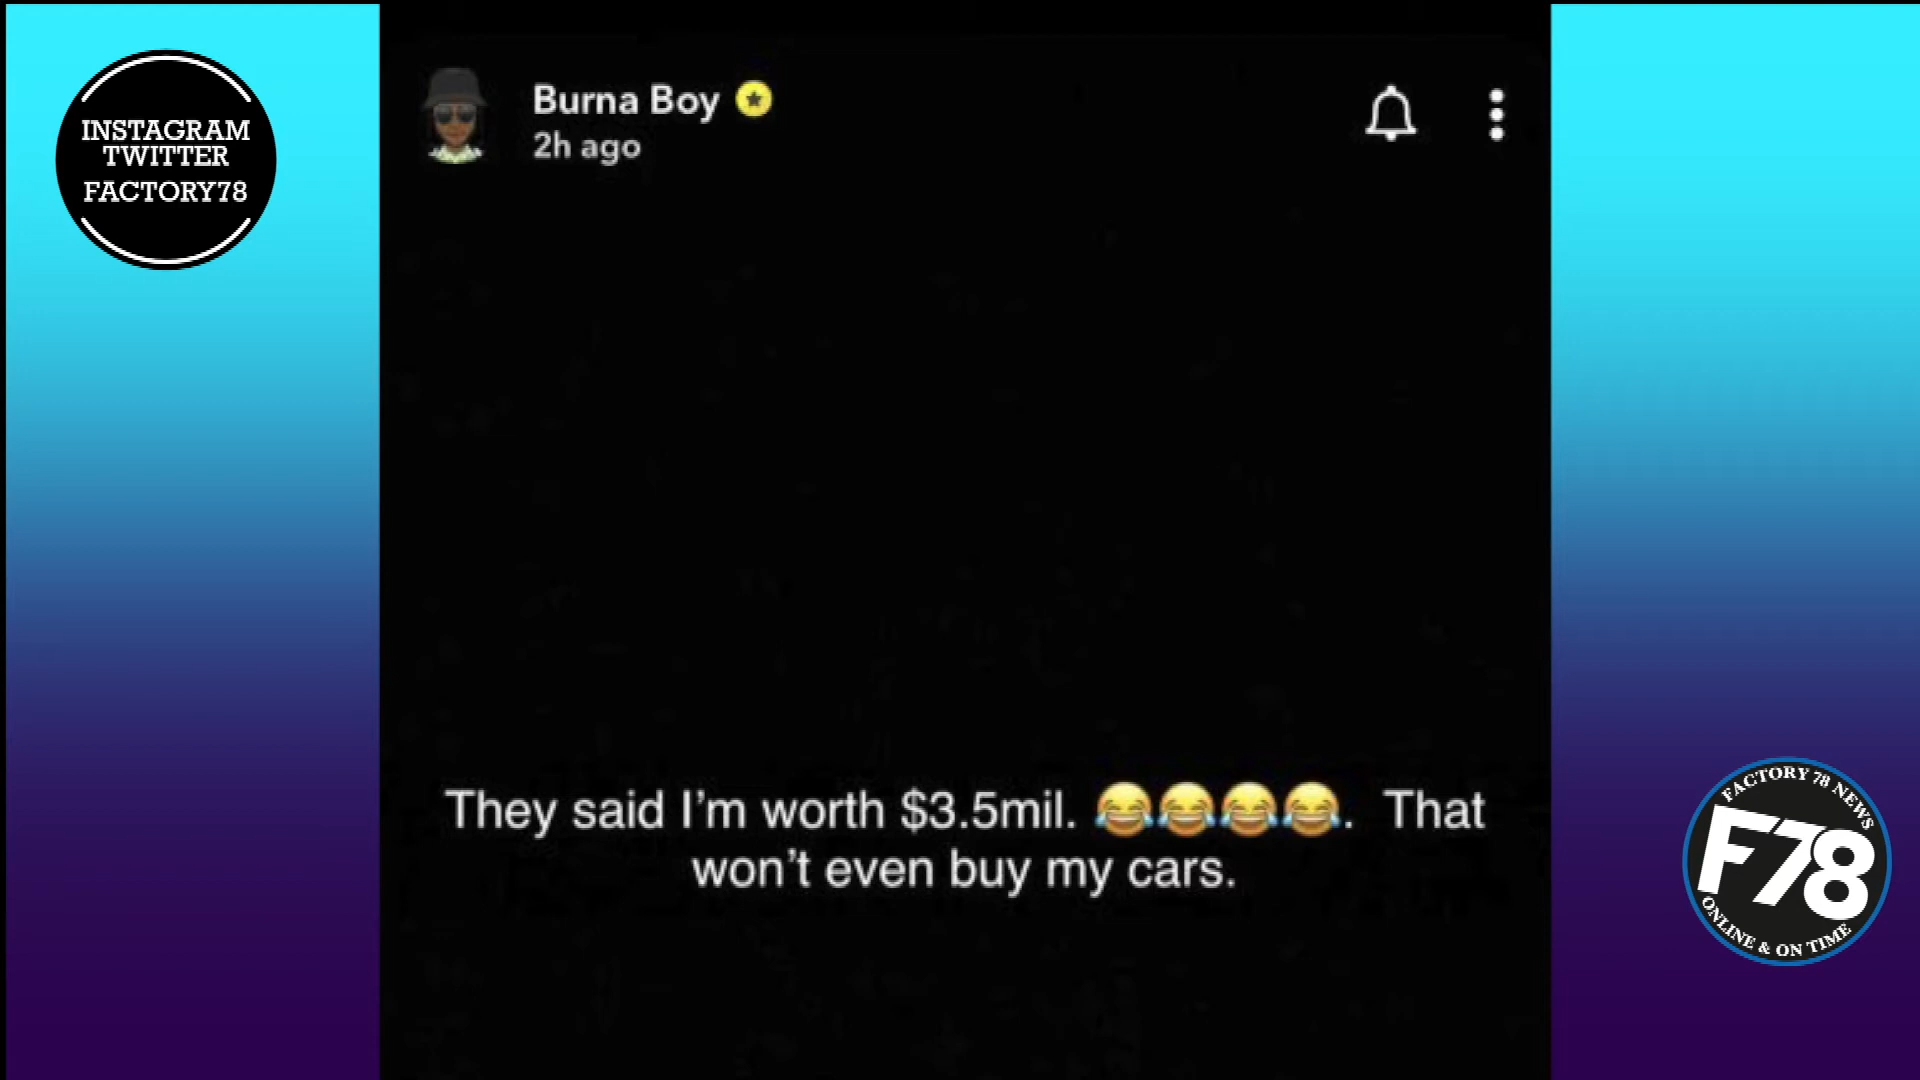 INSTAGRAM
TWITTER
FACTORY78
Burna Boy
2h ago
They said I'm worth $3.5mil. 😂😂😂😂.  That
won't even buy my cars.
FACTORY 78 NEWS
F78
ONLINE & ON TIME